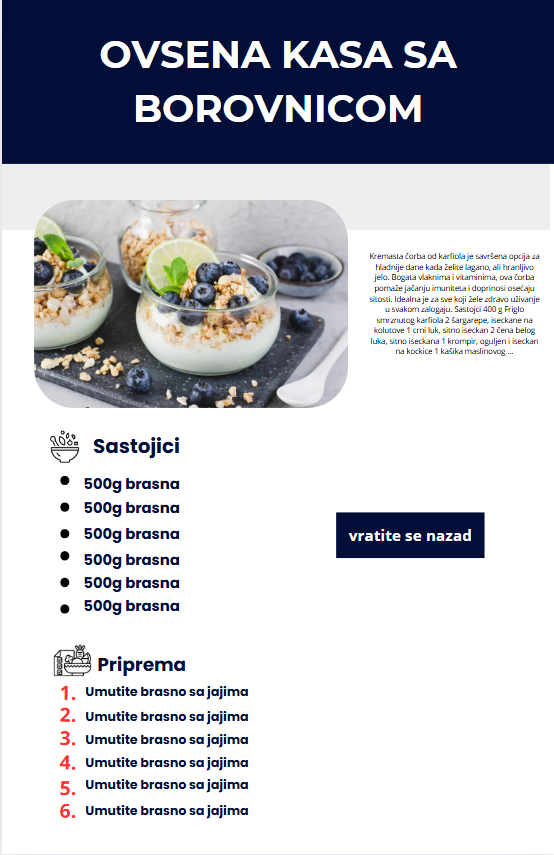 OVSENA KASA SA
BOROVNICOM
Kremasta čorba od karfiola je savršena opcija za
hladnije dane kada želite lagano, ali hranljivo
jelo. Bogata vlaknima i vitaminima, ova čorba
pomaže jačanju imuniteta i doprinosi osećaju
sitosti. Idealna je za sve koji žele zdravo uživanje
u svakom zalogaju. Sastojci 400 g Friglo
smrznutog karfiola 2 šargarepe, iseckane na
kolutove 1 crni luk, sitno iseckan 2 čena belog
luka, sitno iseckana 1 krompir, oguljen i iseckan
na kockice 1 kašika maslinovog ...
Sastojici
500g brasna
500g brasna
500g brasna
500g brasna
500g brasna
500g brasna
vratite se nazad
Priprema
1. Umutite brasno sa jajima
2. Umutite brasno sa jajima
3. Umutite brasno sa jajima
4. Umutite brasno sa jajima
5. Umutite brasno sa jajima
6. Umutite brasno sa jajima